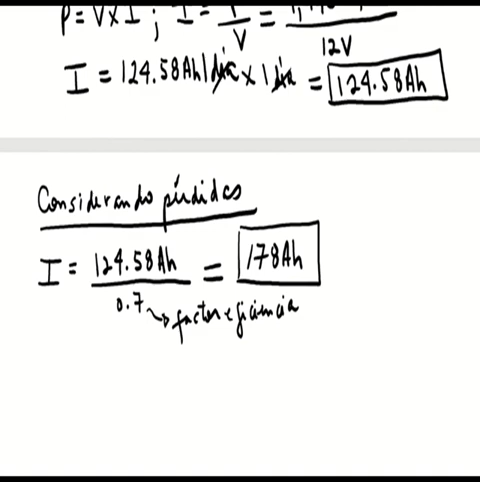 P = V x I ; I = P/V =
12V
I = 124.58Ah/día x 1 día = 124.58Ah
Considerando pérdidas
I = 124.58Ah / 0.7 = 178Ah
factor eficiencia